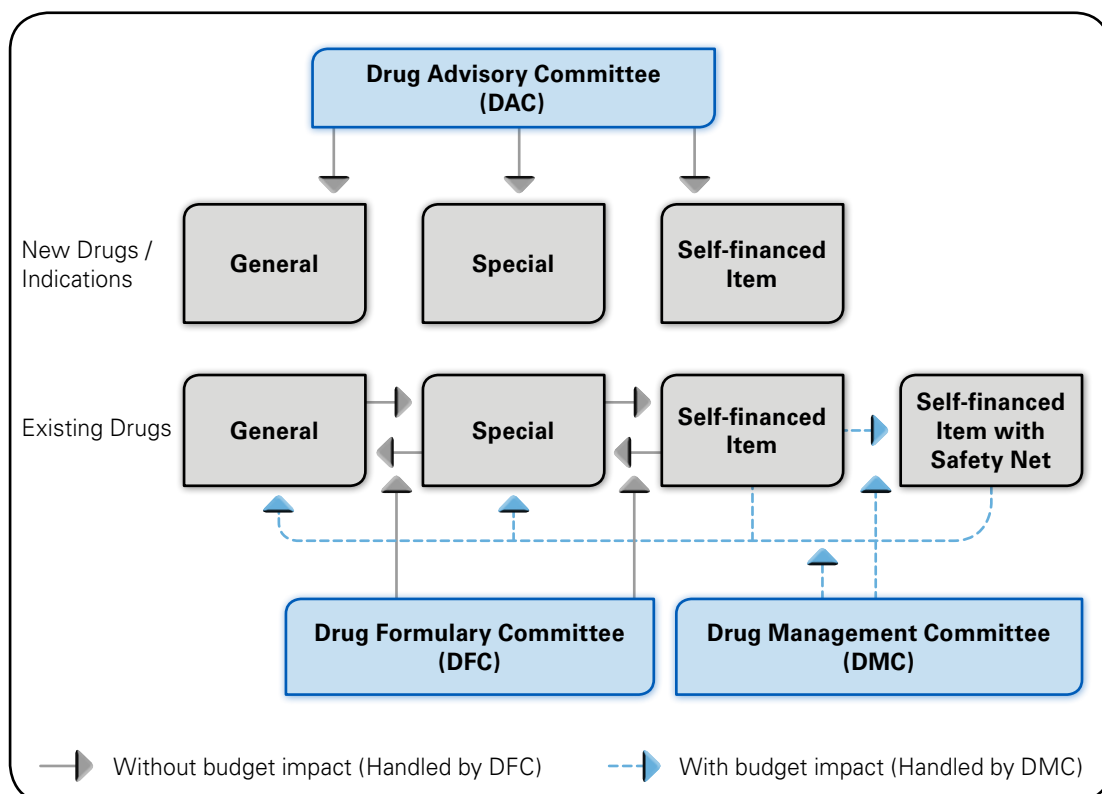 Drug Advisory Committee
(DAC)
New Drugs /
Indications
General
Special
Self-financed
Item
Existing Drugs
General
Special
Self-financed
Item
Self-financed
Item with
Safety Net
Drug Formulary Committee
(DFC)
Drug Management Committee
(DMC)
Without budget impact (Handled by DFC)
With budget impact (Handled by DMC)